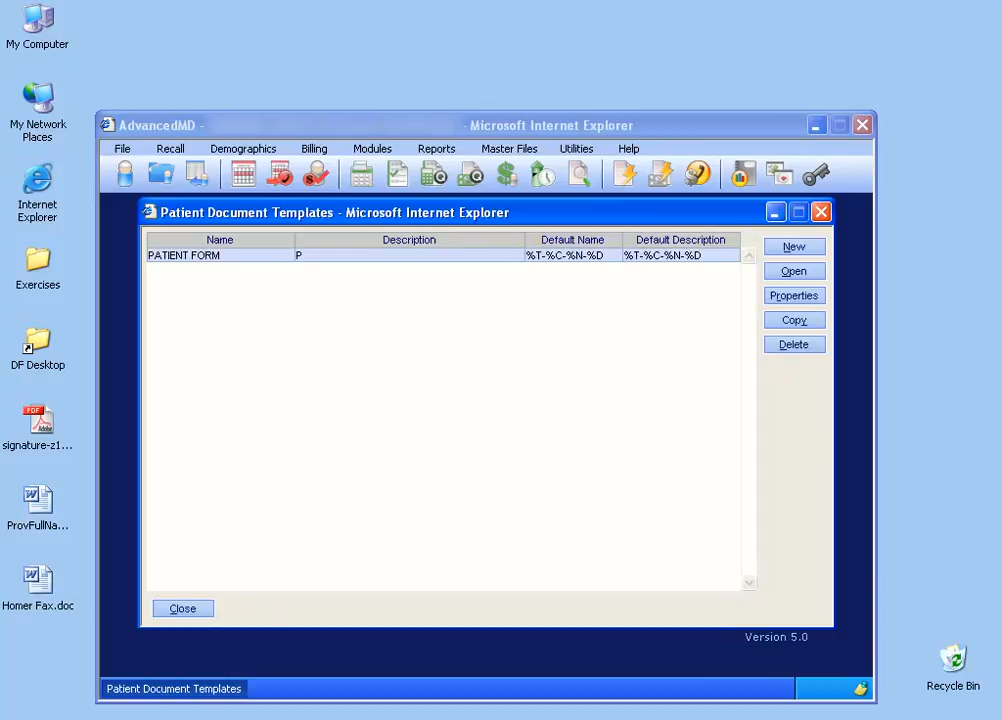 My Computer
My Network
Places
Internet
Explorer
Exercises
DF Desktop
PDF
signature-z1...
ProvFullNa...
Homer Fax.doc
AdvancedMD - - Microsoft Internet Explorer
File Recall Demographics Billing Modules Reports Master Files Utilities Help
Patient Document Templates - Microsoft Internet Explorer
Name Description Default Name Default Description
PATIENT FORM P %T-%C-%N-%D %T-%C-%N-%D
New
Open
Properties
Copy
Delete
Close
Version 5.0
Patient Document Templates
Recycle Bin